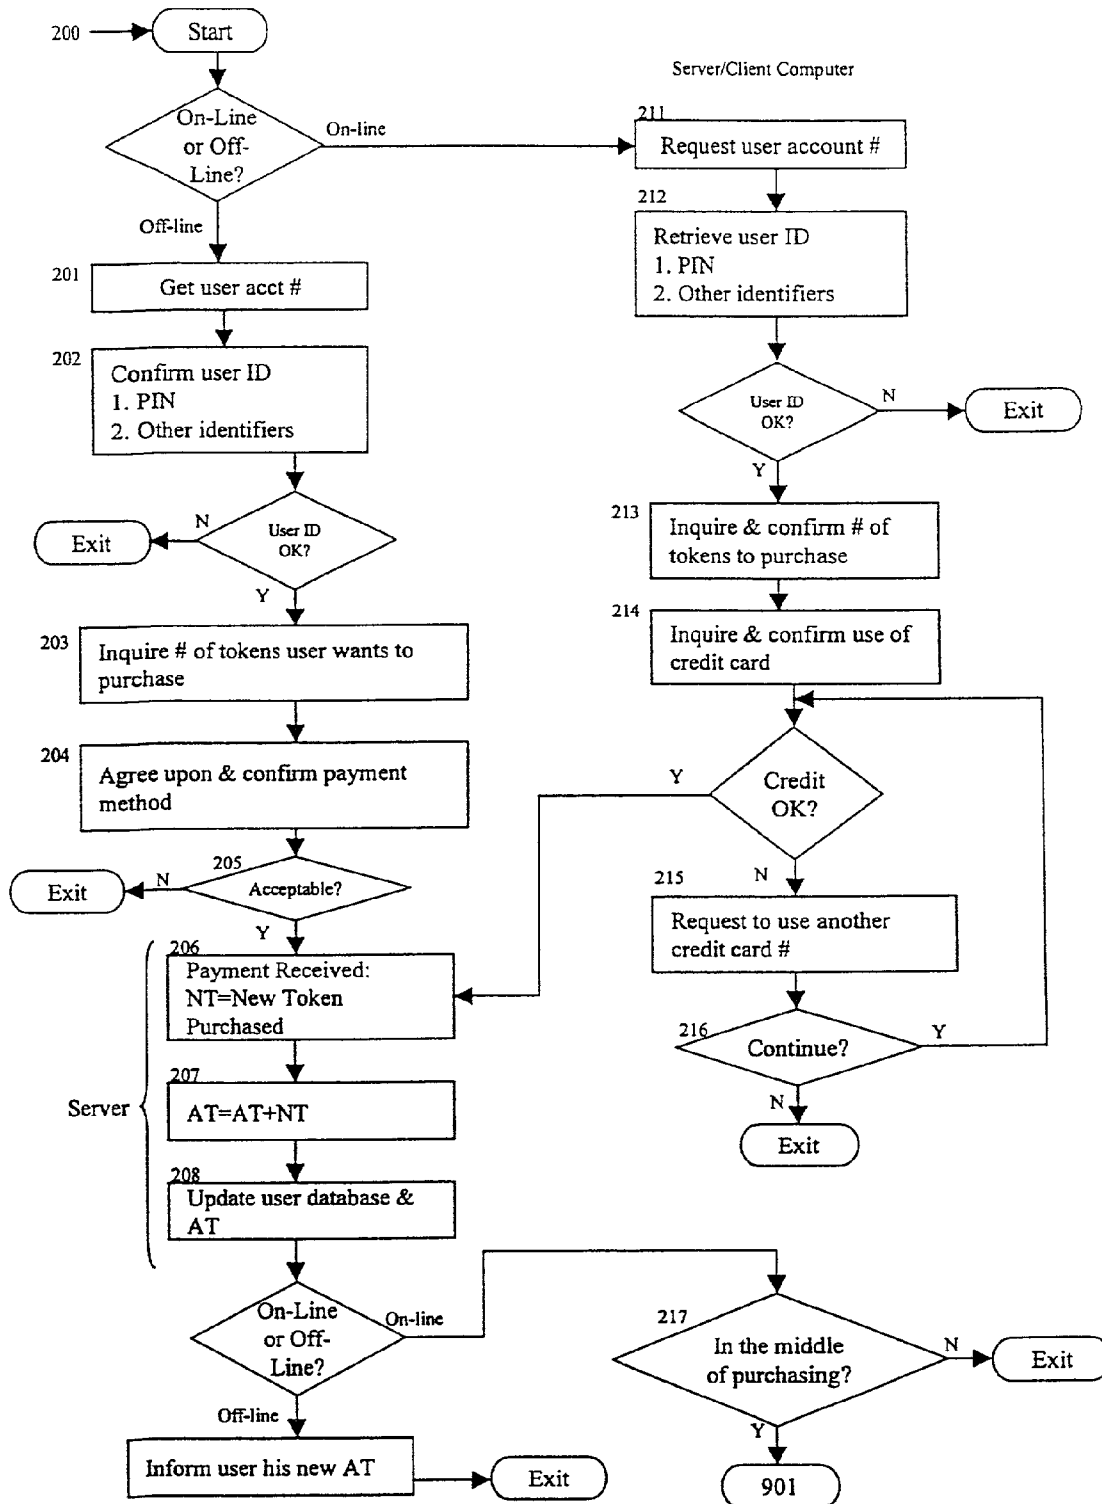 200
Start
Server/Client Computer
On-Line
or Off-
Line?
On-line
211
Request user account #
Off-line
212
Retrieve user ID
1. PIN
2. Other identifiers
201
Get user acct #
202
Confirm user ID
1. PIN
2. Other identifiers
User ID
OK?
N
Exit
Y
User ID
OK?
N
Exit
Y
213
Inquire & confirm # of
tokens to purchase
203
Inquire # of tokens user wants to
purchase
214
Inquire & confirm use of
credit card
204
Agree upon & confirm payment
method
Credit
OK?
Y
N
205
Acceptable?
N
Exit
Y
215
Request to use another
credit card #
206
Payment Received:
NT=New Token
Purchased
216
Continue?
Y
N
Exit
Server
207
AT=AT+NT
208
Update user database &
AT
On-Line
or Off-
Line?
On-line
217
In the middle
of purchasing?
N
Exit
Y
901
Off-line
Inform user his new AT
Exit